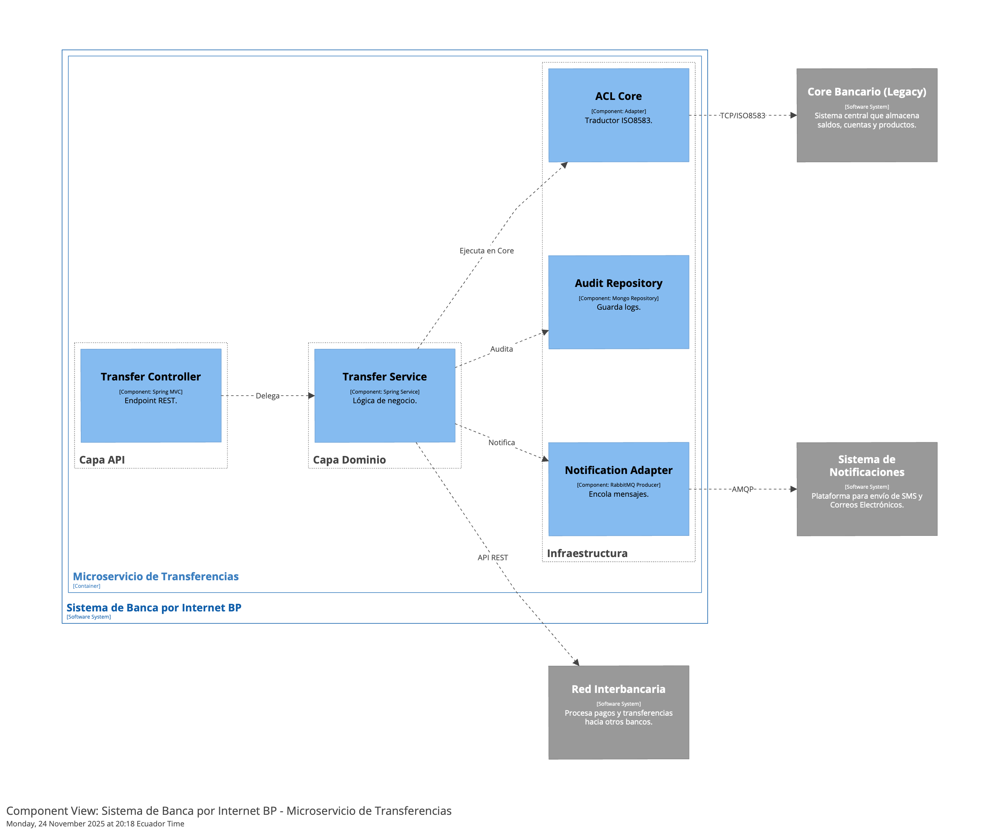 ACL Core
[Component: Adapter]
Traductor ISO8583.
TCP/ISO8583
Core Bancario (Legacy)
[Software System]
Sistema central que almacena
saldos, cuentas y productos.
Ejecuta en Core
Audit Repository
[Component: Mongo Repository]
Guarda logs.
Audita
Transfer Controller
[Component: Spring MVC]
Endpoint REST.
Capa API
Delega
Transfer Service
[Component: Spring Service]
Lógica de negocio.
Capa Dominio
Notifica
Notification Adapter
[Component: RabbitMQ Producer]
Encola mensajes.
Infraestructura
AMQP
Sistema de
Notificaciones
[Software System]
Plataforma para envío de SMS y
Correos Electrónicos.
API REST
Microservicio de Transferencias
[Container]
Sistema de Banca por Internet BP
[Software System]
Red Interbancaria
[Software System]
Procesa pagos y transferencias
hacia otros bancos.
Component View: Sistema de Banca por Internet BP - Microservicio de Transferencias
Monday, 24 November 2025 at 20:18 Ecuador Time